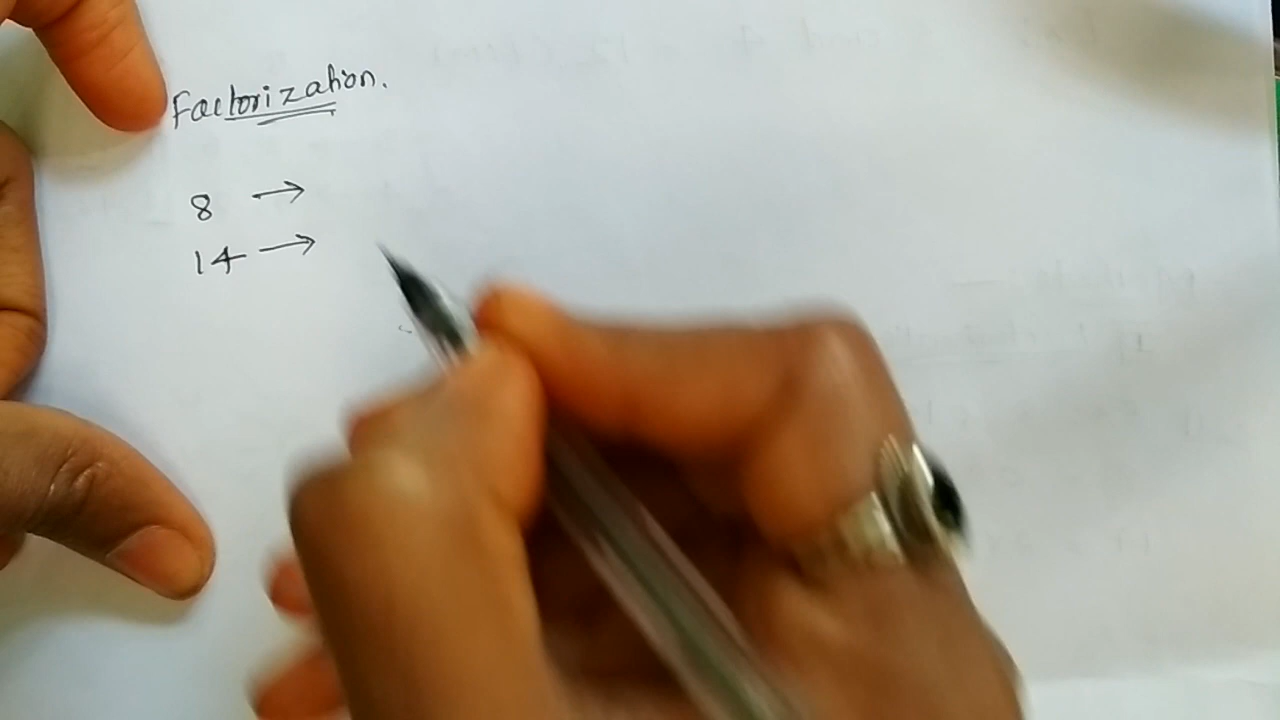 Factorization.
8 →
14 →